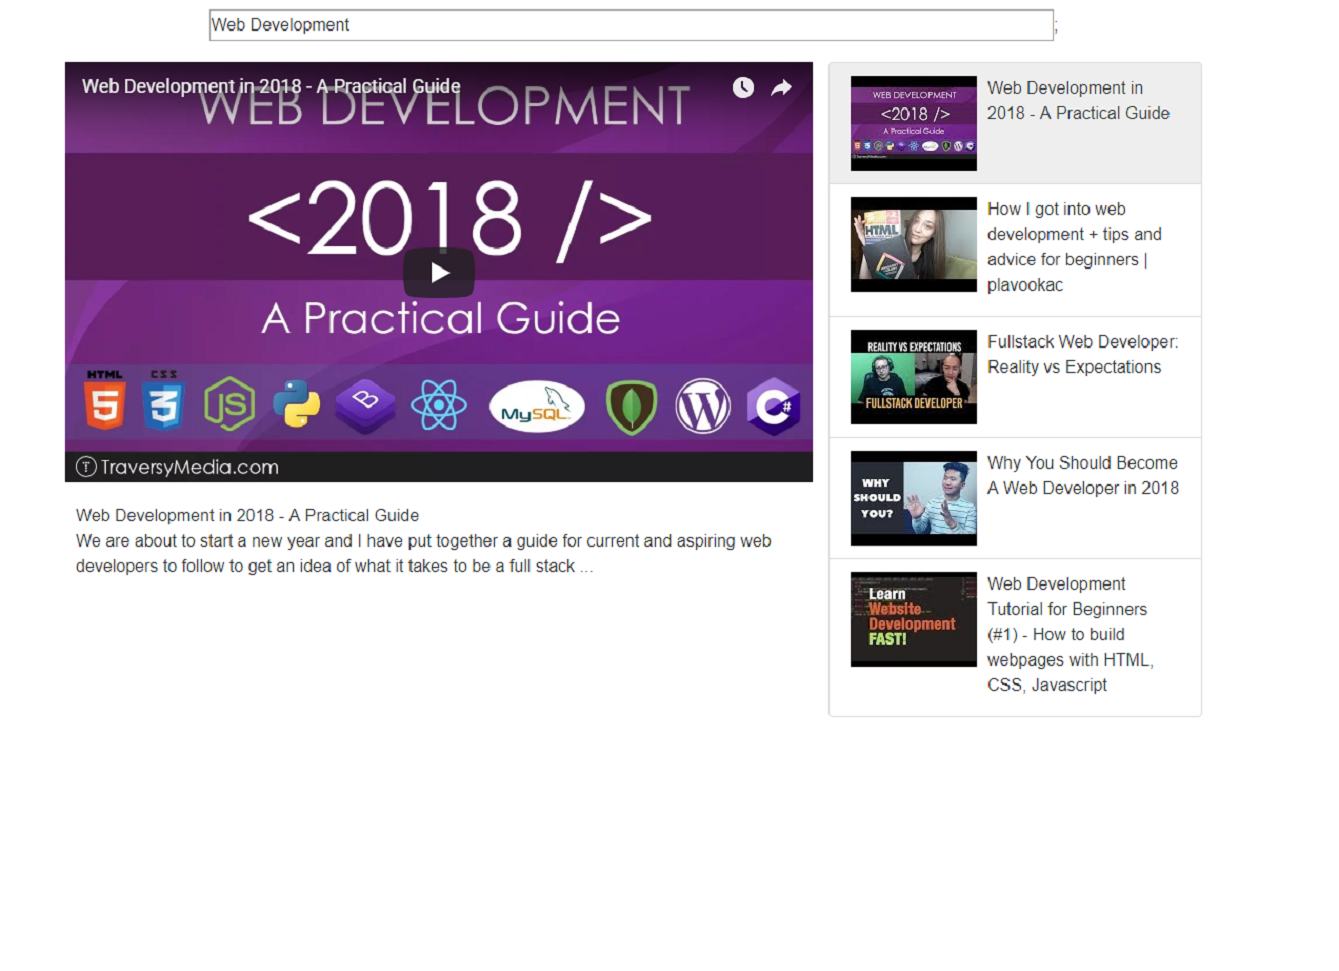 Web Development
;
Web Development in 2018 - A Practical Guide
WEB DEVELOPMENT
<2018 />
A Practical Guide
HTML
5
CSS
3
JS
B
MySQL
W
C#
T TraversyMedia.com
Web Development in 2018 - A Practical Guide
We are about to start a new year and I have put together a guide for current and aspiring web
developers to follow to get an idea of what it takes to be a full stack ...
WEB DEVELOPMENT
<2018 />
A Practical Guide
Web Development in
2018 - A Practical Guide
HTML
How I got into web
development + tips and
advice for beginners |
plavookac
REALITY VS EXPECTATIONS
FULLSTACK DEVELOPER
Fullstack Web Developer:
Reality vs Expectations
WHY
SHOULD
YOU?
Why You Should Become
A Web Developer in 2018
Learn
Website
Development
FAST!
Web Development
Tutorial for Beginners
(#1) - How to build
webpages with HTML,
CSS, Javascript